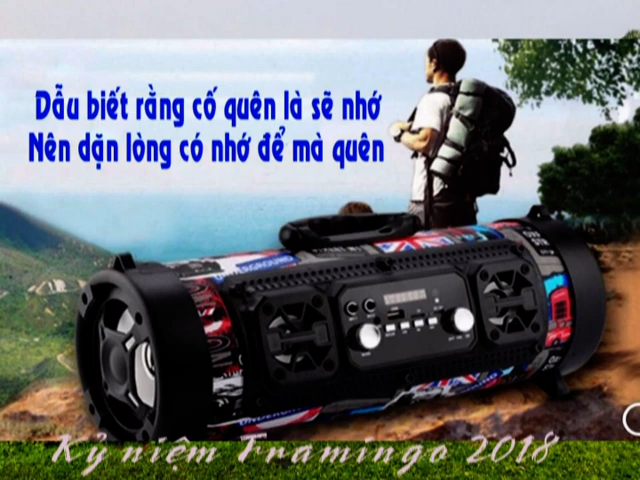 Dẫu biết rằng cố quên là sẽ nhớ
Nên dặn lòng có nhớ để mà quên
UNDERGROUND
Kỷ niệm Framingo 2018